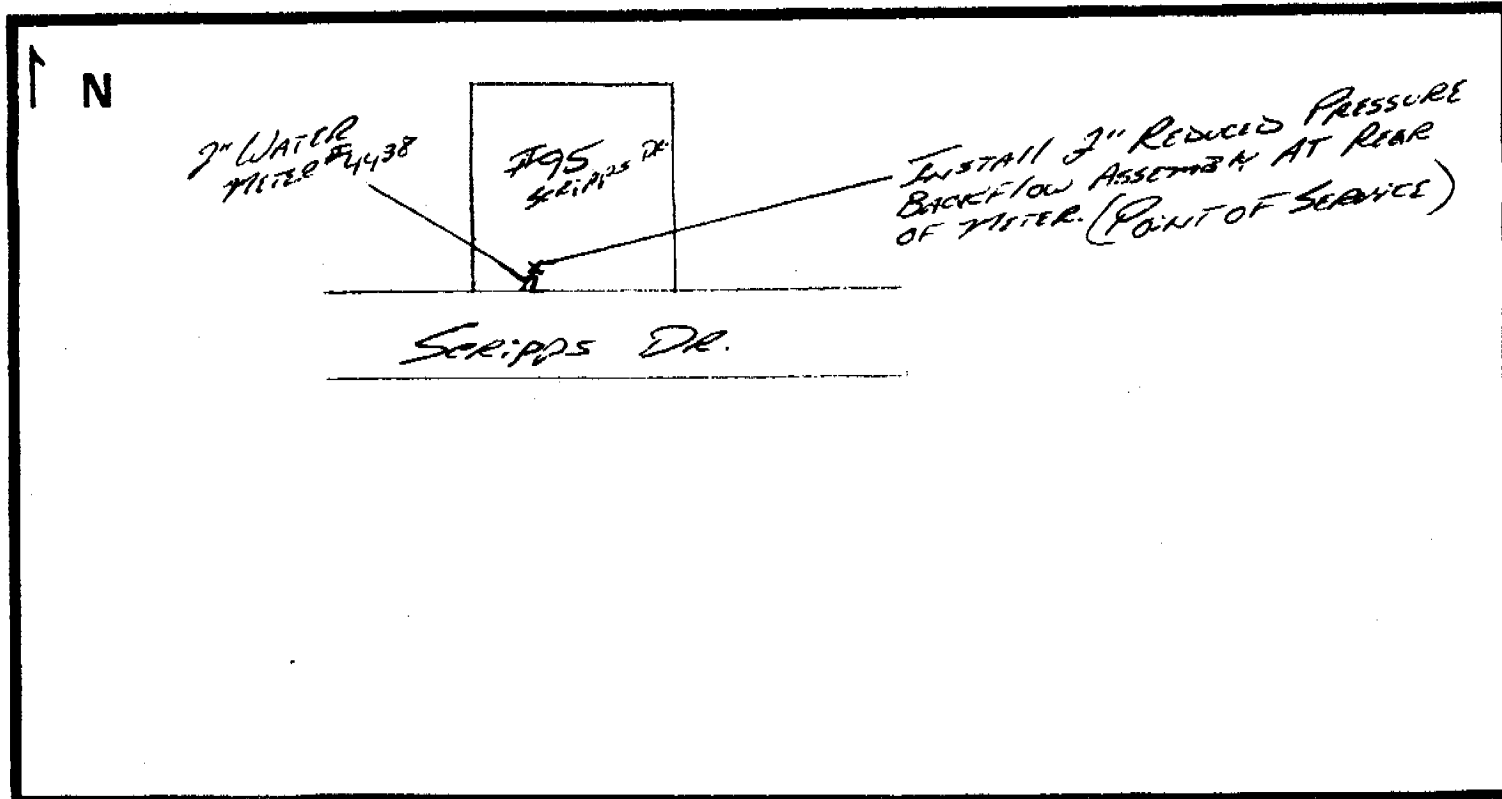 N
2" WATER
METER #4438
#95
SCRIPPS DR.
INSTALL 2" REDUCED PRESSURE
BACKFLOW ASSEMBLY AT REAR
OF METER. (POINT OF SERVICE)
SCRIPPS DR.